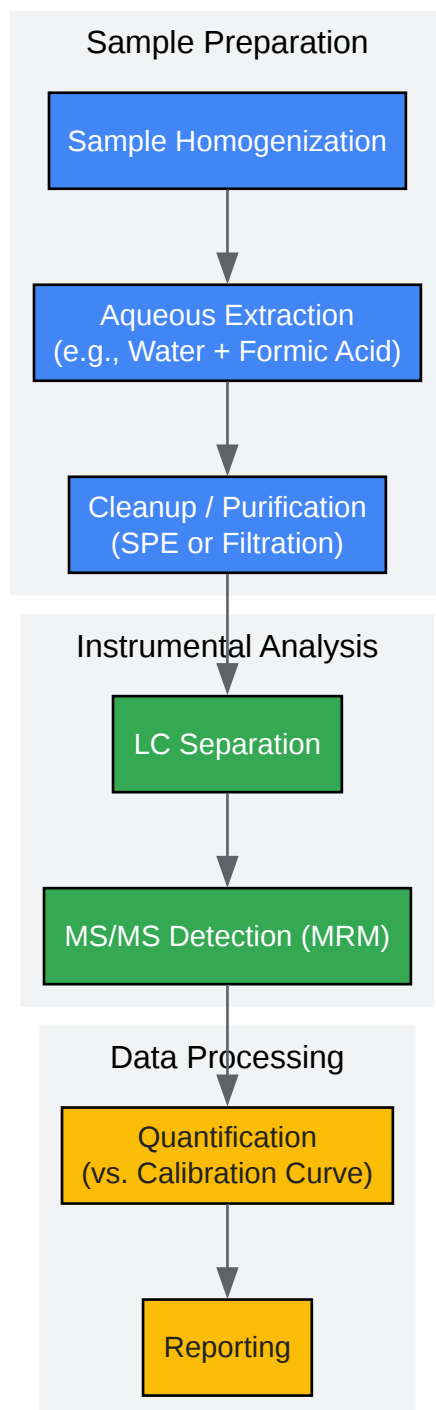 Sample Preparation
Sample Homogenization
Aqueous Extraction
(e.g., Water + Formic Acid)
Cleanup / Purification
(SPE or Filtration)
Instrumental Analysis
LC Separation
MS/MS Detection (MRM)
Data Processing
Quantification
(vs. Calibration Curve)
Reporting